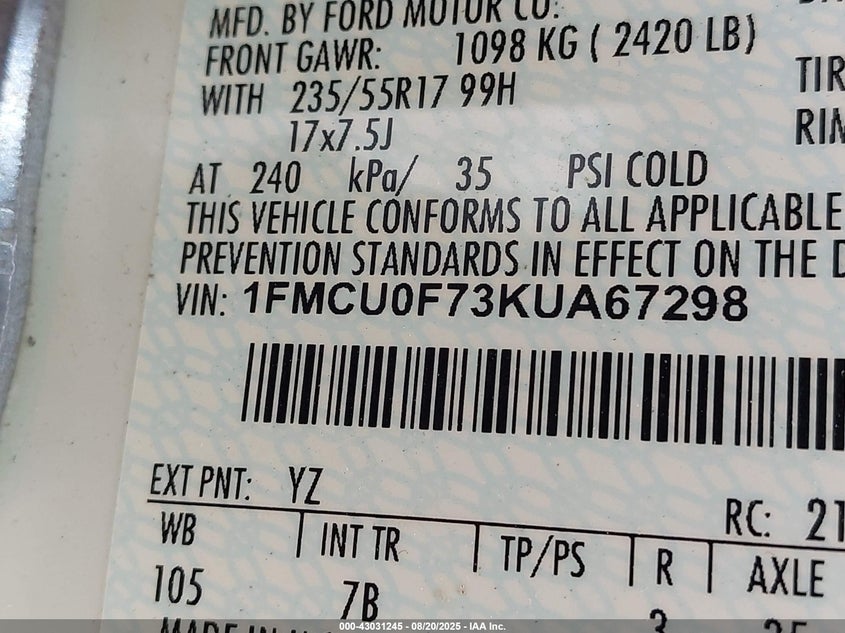 MFD. BY FORD MOTOR CO.
FRONT GAWR: 1098 KG ( 2420 LB)
WITH 235/55R17 99H TIR
17x7.5J RIM
AT 240 kPa/ 35 PSI COLD
THIS VEHICLE CONFORMS TO ALL APPLICABLE
PREVENTION STANDARDS IN EFFECT ON THE D
VIN: 1FMCU0F73KUA67298
EXT PNT: YZ
RC: 21
WB INT TR TP/PS R AXLE
105 7B 3 35
000-43031245 - 08/20/2025 - IAA Inc.